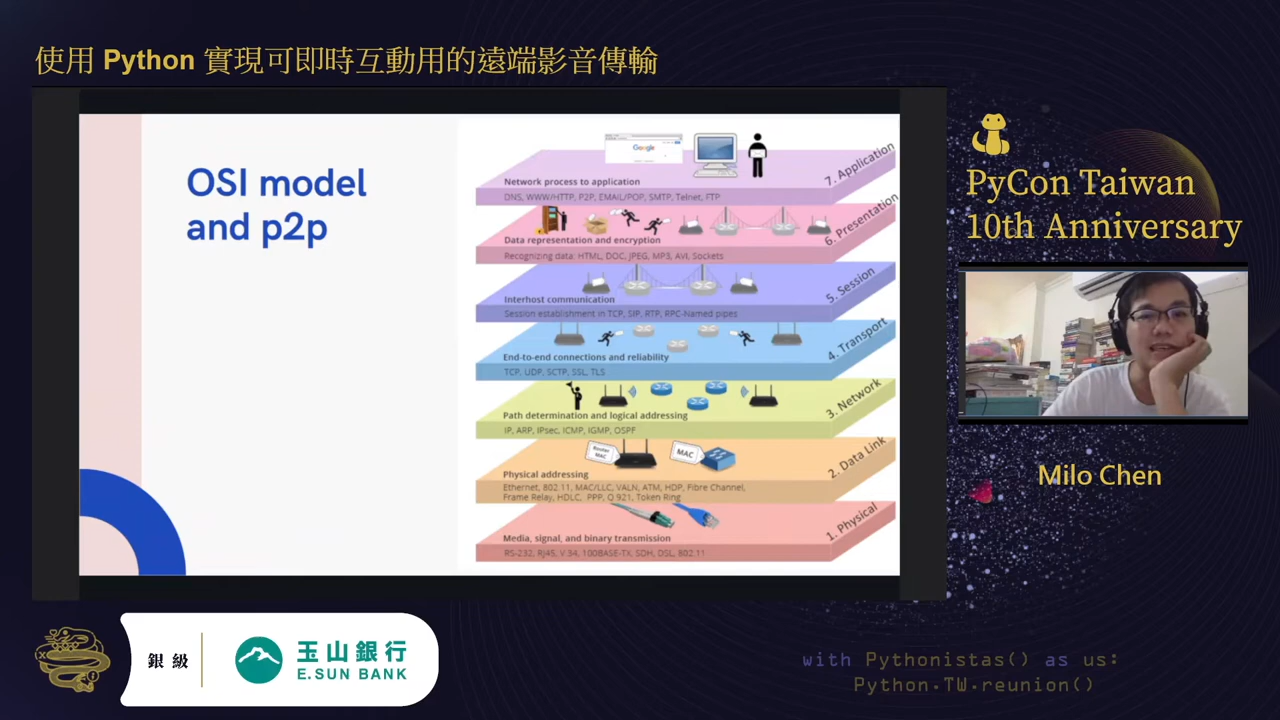 使用 Python 實現可即時互動用的遠端影音傳輸
OSI model
and p2p
Google
7. Application
Network process to application
DNS, WWW/HTTP, P2P, EMAIL/POP, SMTP, Telnet, FTP
6. Presentation
Data representation and encryption
Recognizing data: HTML, DOC, JPEG, MP3, AVI, Sockets
5. Session
Interhost communication
Session establishment in TCP, SIP, RTP, RPC-Named pipes
4. Transport
End-to-end connections and reliability
TCP, UDP, SCTP, SSL, TLS
3. Network
Path determination and logical addressing
IP, ARP, IPsec, ICMP, IGMP, OSPF
Router
MAC
MAC
2. Data Link
Physical addressing
Ethernet, 802.11, MAC/LLC, VALN, ATM, HDP, Fibre Channel,
Frame Relay, HDLC, PPP, Q.921, Token Ring
1. Physical
Media, signal, and binary transmission
RS-232, RJ45, V.34, 100BASE-TX, SDH, DSL, 802.11
PyCon Taiwan
10th Anniversary
Milo Chen
銀級
玉山銀行
E.SUN BANK
with Pythonistas() as us:
Python.TW.reunion()